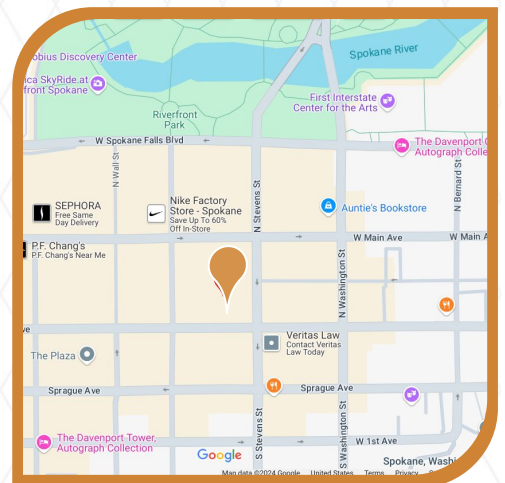 obius Discovery Center
Spokane River
ica SkyRide at
front Spokane
First Interstate
Center for the Arts
Riverfront
Park
W Spokane Falls Blvd
The Davenport
Autograph Colle
N Wall St
N Stevens St
N Bernard St
SEPHORA
Free Same
Day Delivery
Nike Factory
Store - Spokane
Save Up To 60%
Off In-Store
Auntie's Bookstore
P.F. Chang's
P.F. Chang's Near Me
W Main Ave
W Main A
N Washington St
ve
Veritas Law
Contact Veritas
Law Today
The Plaza
Sprague Ave
Sprague Ave
S Stevens St
S Washington St
The Davenport Tower,
Autograph Collection
W 1st Ave
Google
Spokane, Washi
Map data ©2024 Google
United States
Terms
Privacy